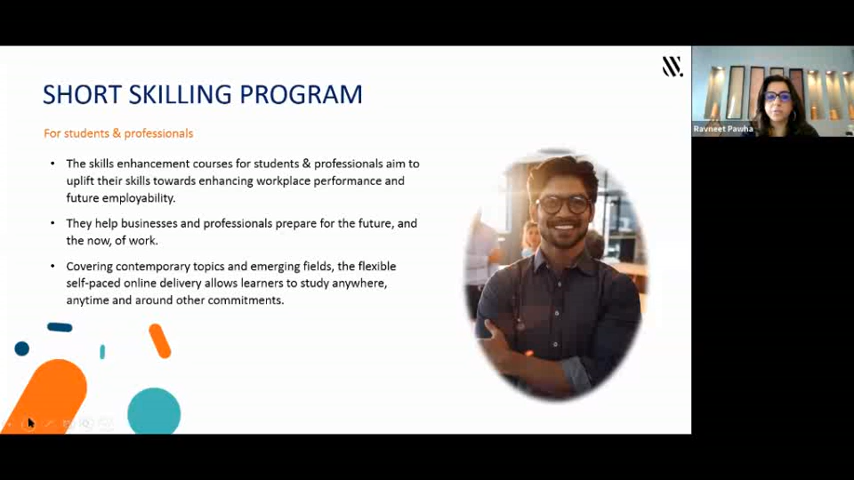 SHORT SKILLING PROGRAM
For students & professionals
• The skills enhancement courses for students & professionals aim to
uplift their skills towards enhancing workplace performance and
future employability.
• They help businesses and professionals prepare for the future, and
the now, of work.
• Covering contemporary topics and emerging fields, the flexible
self-paced online delivery allows learners to study anywhere,
anytime and around other commitments.
Ravneet Pawha